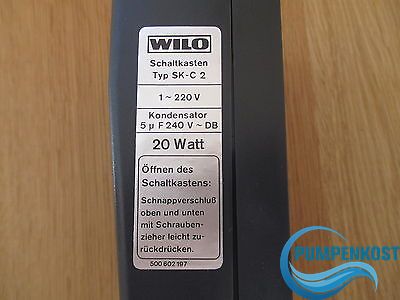 WILO
Schaltkasten
Typ SK-C 2
1 ~ 220 V
Kondensator
5 µ F 240 V ~ DB
20 Watt
Öffnen des
Schaltkastens:
Schnappverschluß
oben und unten
mit Schrauben-
zieher leicht zu-
rückdrücken.
500 602 197
PUMPENKOST